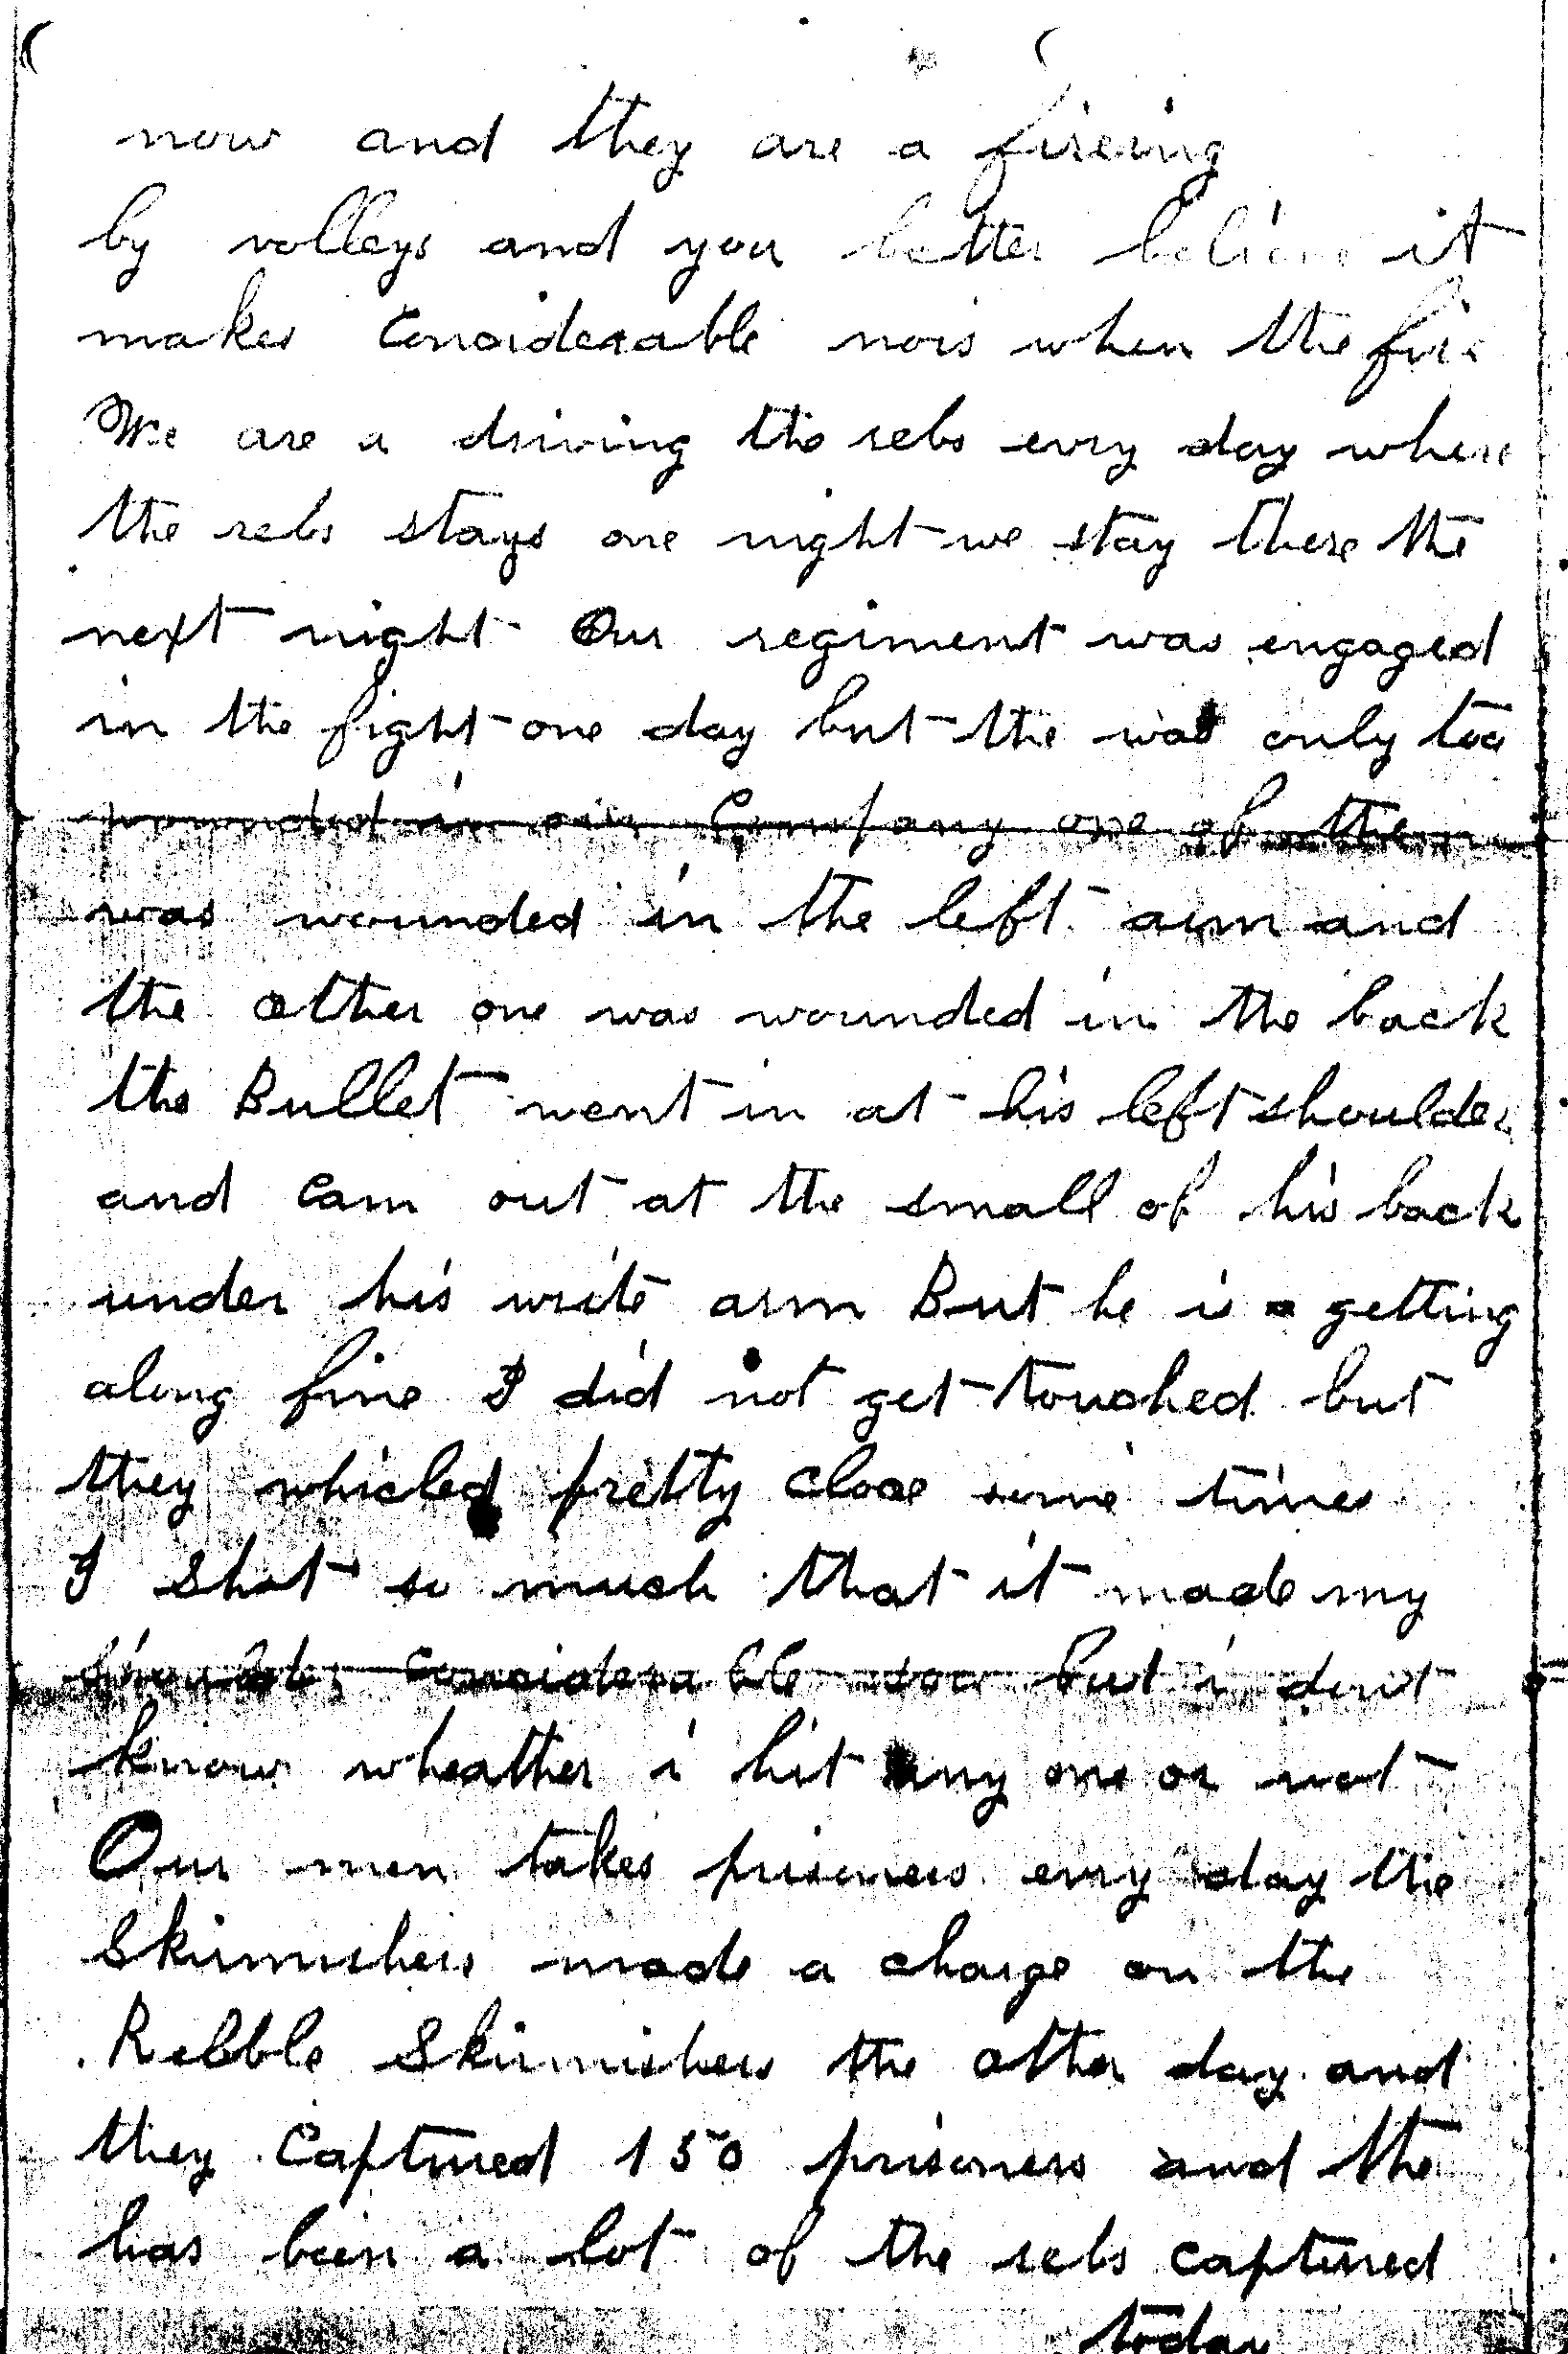 now and they are a fireing
by volleys and you better believe it
makes Considerable nois when the fire
We are a driving the rebs evry day where
the rebs stays one night we stay there the
next night Our regiment was engaged
in the fight one day but the was only too
wounded in our Company one of them
was wounded in the left arm and
the other one was wounded in the back
the Bullet went in at his left shoulder
and Cam out at the small of his back
under his write arm But he is a getting
along fine I did not get touched but
they whisled pretty close some times
I Shot so much that it made my
shoulder considerable soar but i dont
know wheather i hit any one or not
Our men takes prisoners evry day the
Skirmishers made a charge on the
Rebble Skirmishers the other day and
they Captured 150 prisoners and the
has been a lot of the rebs captured
today